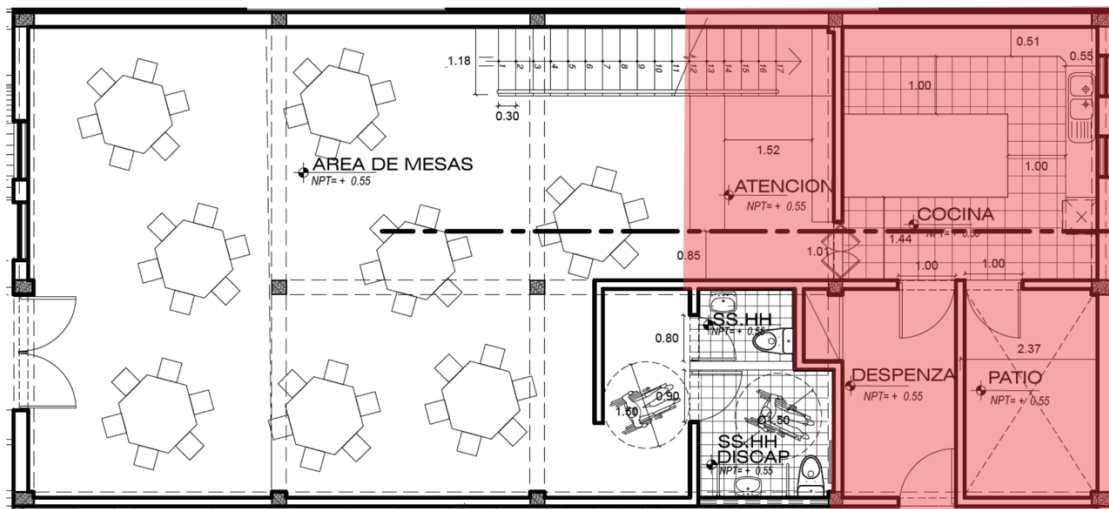 0.51
1.18
1 2 3 4 5 6 7 8 9 10 11 12 13 14 15 16 17
0.55
1.00
0.30
1.52
1.00
AREA DE MESAS
NPT= + 0.55
ATENCION
NPT= + 0.55
COCINA
NPT= + 0.55
1.44
0.85
1.01
1.00
1.00
SS.HH
NPT= + 0.55
0.80
2.37
DESPENZA
NPT= + 0.55
PATIO
NPT= + 0.55
0.90
1.50
Ø1.50
SS.HH
DISCAP
NPT= + 0.55